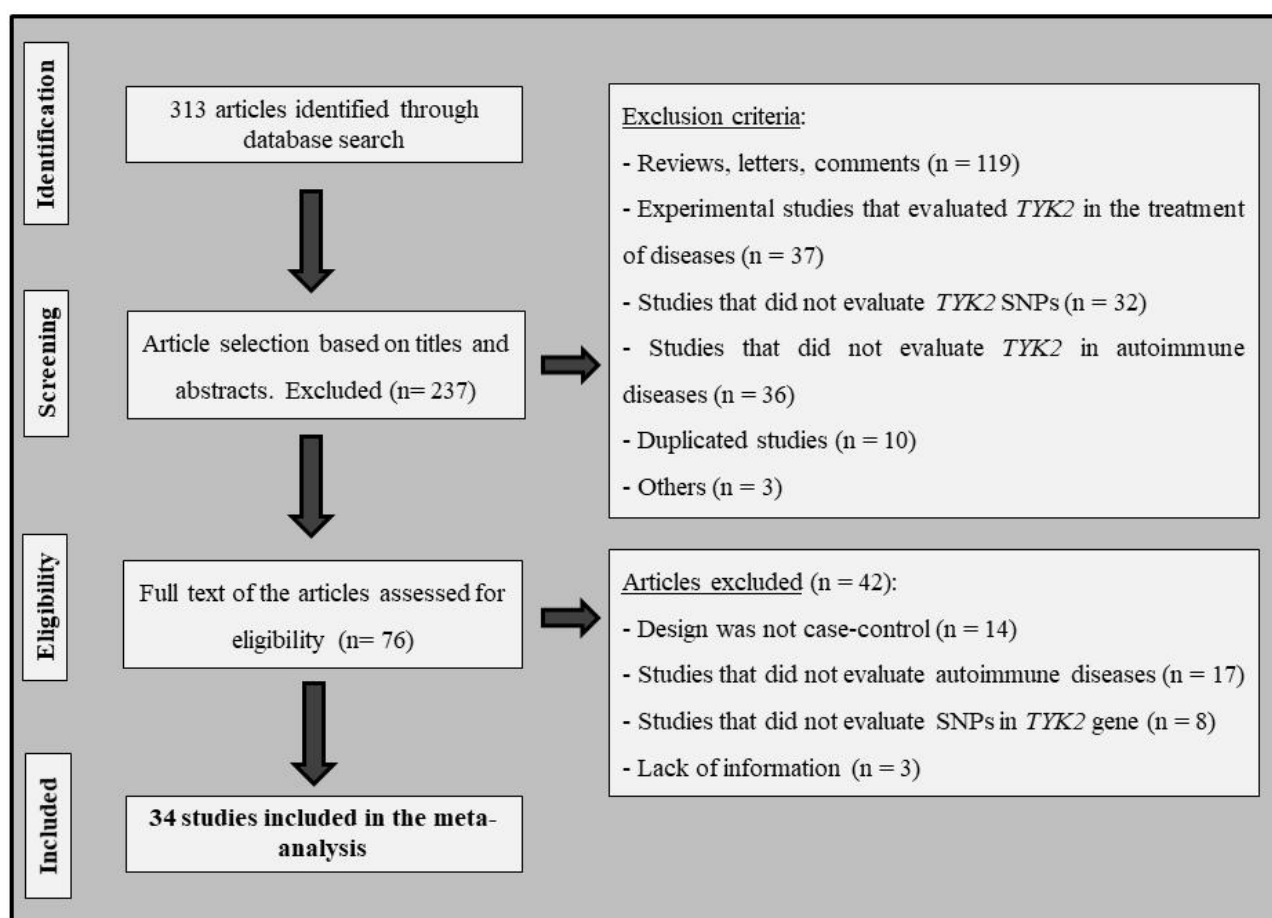 Identification
313 articles identified through
database search
Exclusion criteria:
- Reviews, letters, comments (n = 119)
- Experimental studies that evaluated TYK2 in the treatment
of diseases (n = 37)
- Studies that did not evaluate TYK2 SNPs (n = 32)
- Studies that did not evaluate TYK2 in autoimmune
diseases (n = 36)
- Duplicated studies (n = 10)
- Others (n = 3)
Screening
Article selection based on titles and
abstracts. Excluded (n= 237)
Eligibility
Full text of the articles assessed for
eligibility (n= 76)
Articles excluded (n = 42):
- Design was not case-control (n = 14)
- Studies that did not evaluate autoimmune diseases (n = 17)
- Studies that did not evaluate SNPs in TYK2 gene (n = 8)
- Lack of information (n = 3)
Included
34 studies included in the meta-
analysis